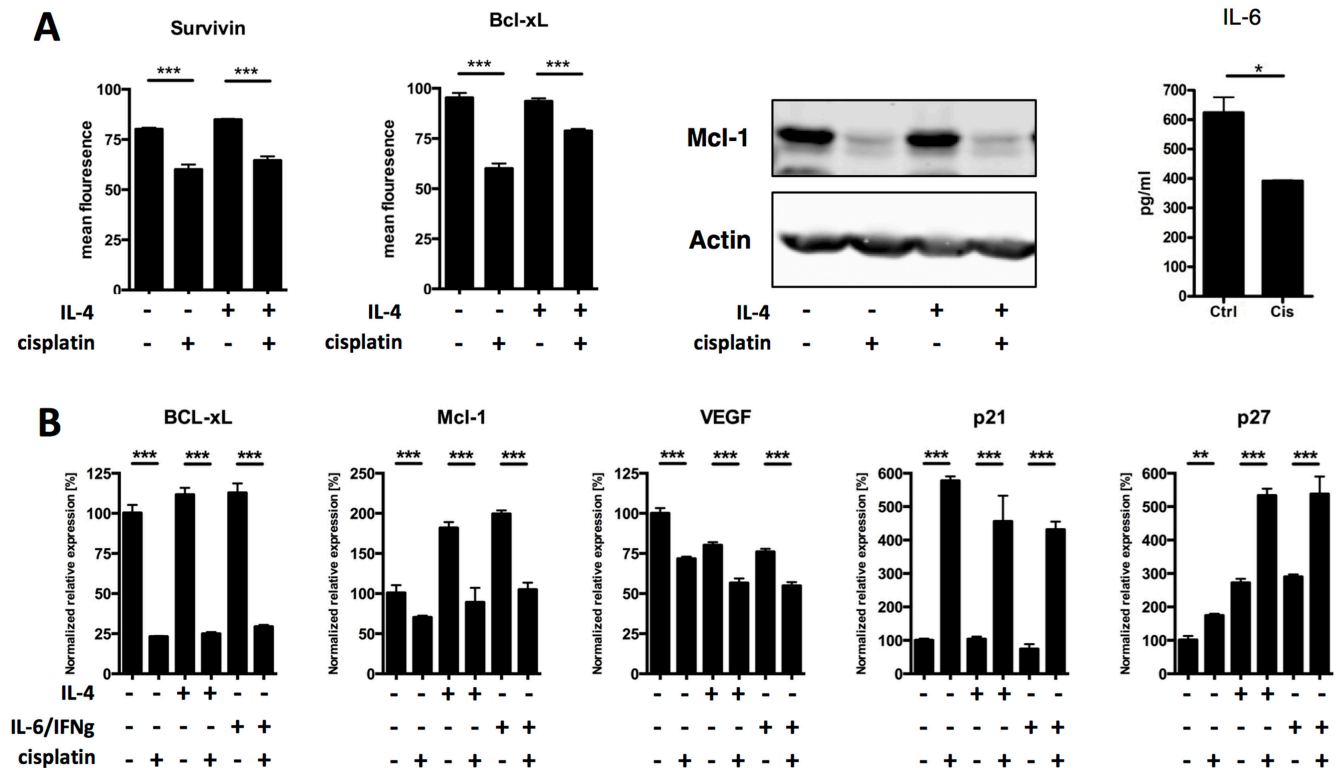 A
Survivin
***
***
mean flouresence
100
75
50
25
0
IL-4 - - + +
cisplatin - + - +
Bcl-xL
***
***
mean flouresence
100
75
50
25
0
IL-4 - - + +
cisplatin - + - +
Mcl-1
Actin
IL-4 - - + +
cisplatin - + - +
IL-6
*
pg/ml
700
600
500
400
300
200
100
0
Ctrl Cis
B
BCL-xL
*** *** ***
Normalized relative expression [%]
125
100
75
50
25
0
Mcl-1
*** *** ***
Normalized relative expression [%]
250
200
150
100
50
0
VEGF
*** *** ***
Normalized relative expression [%]
125
100
75
50
25
0
p21
*** *** ***
Normalized relative expression [%]
600
500
400
300
200
100
0
p27
** *** ***
Normalized relative expression [%]
600
500
400
300
200
100
0
IL-4 - - + + - - - - + + - - - - + + - - - - + + - - - - + + - -
IL-6/IFNg - - - - + + - - - - + + - - - - + + - - - - + + - - - - + +
cisplatin - + - + - + - + - + - + - + - + - + - + - + - + - + - + - +